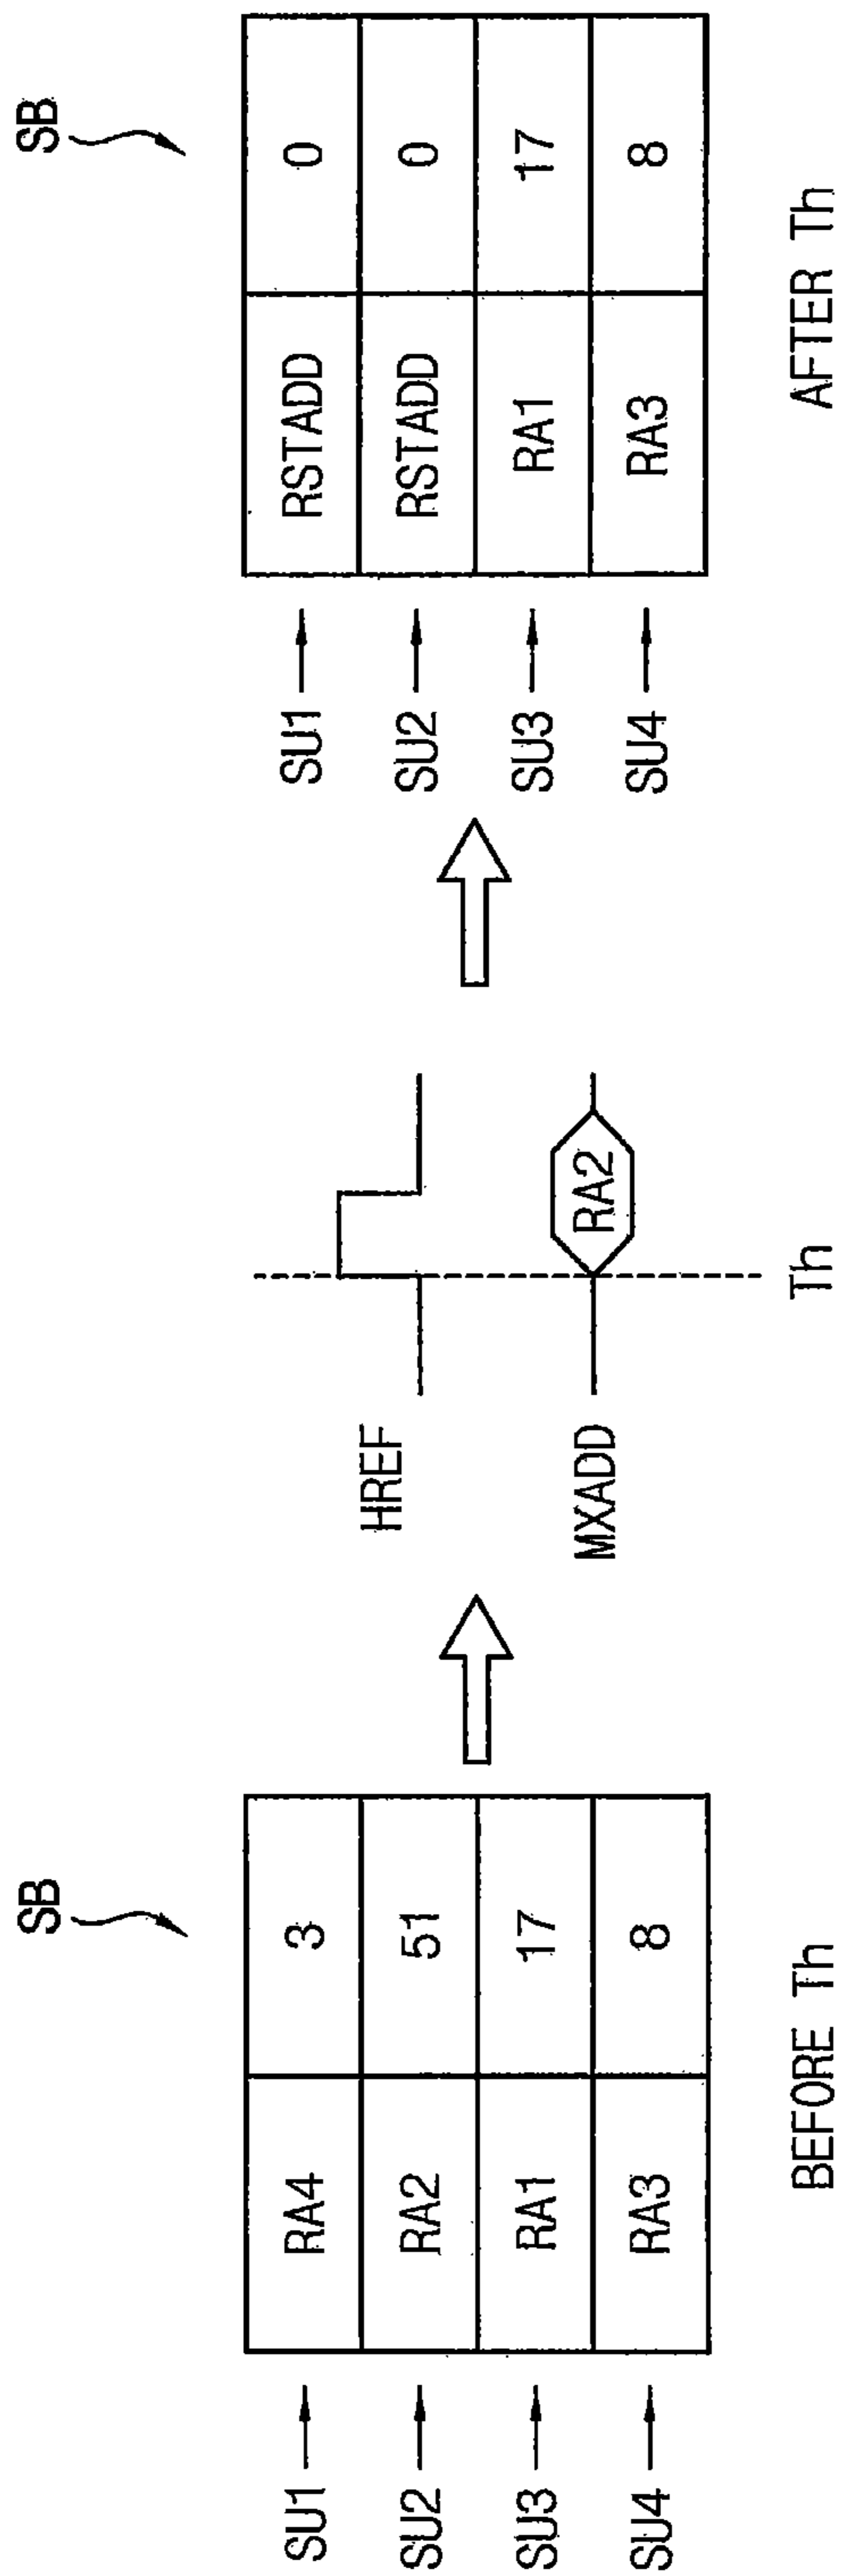 SB
SU1 RA4 3
SU2 RA2 51
SU3 RA1 17
SU4 RA3 8
BEFORE Th
HREF
MXADD RA2
Th
SB
SU1 RSTADD 0
SU2 RSTADD 0
SU3 RA1 17
SU4 RA3 8
AFTER Th